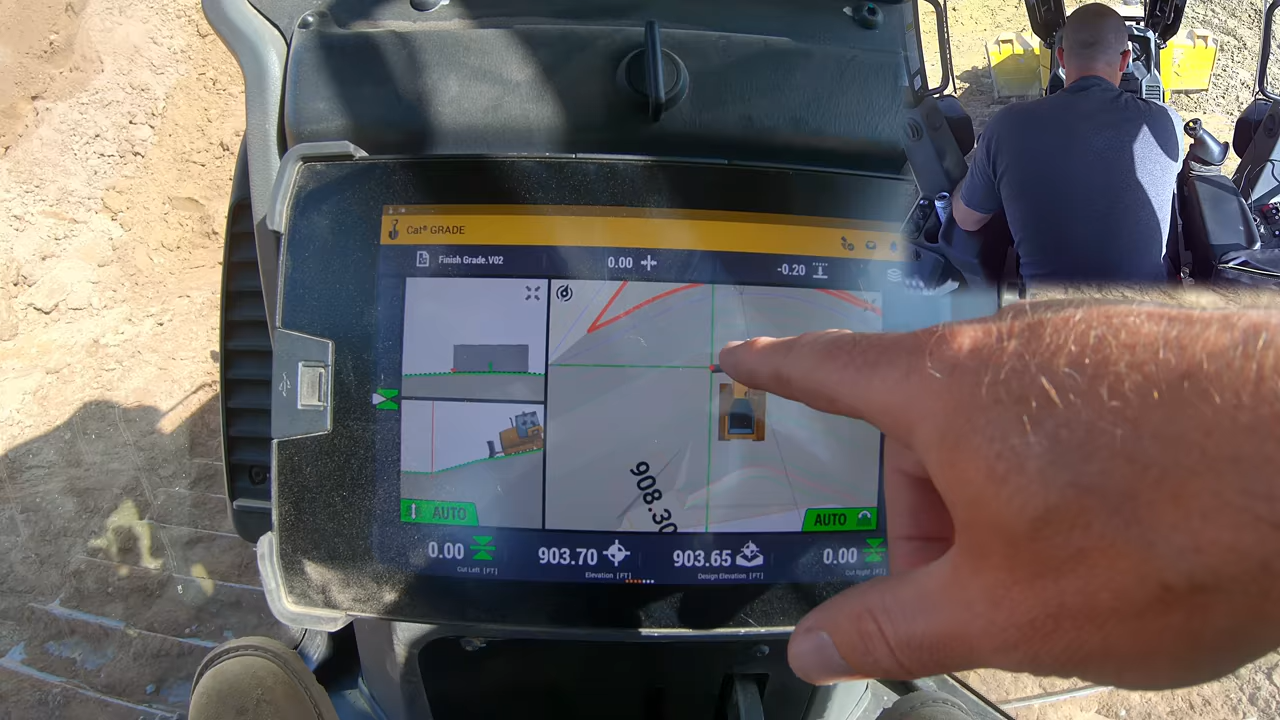 Cat® GRADE
Finish Grade.V02
0.00
-0.20
908.30
AUTO
AUTO
0.00
903.70
903.65
0.00
Cut Left [FT]
Elevation [FT]
Design Elevation [FT]
Cut Right [FT]